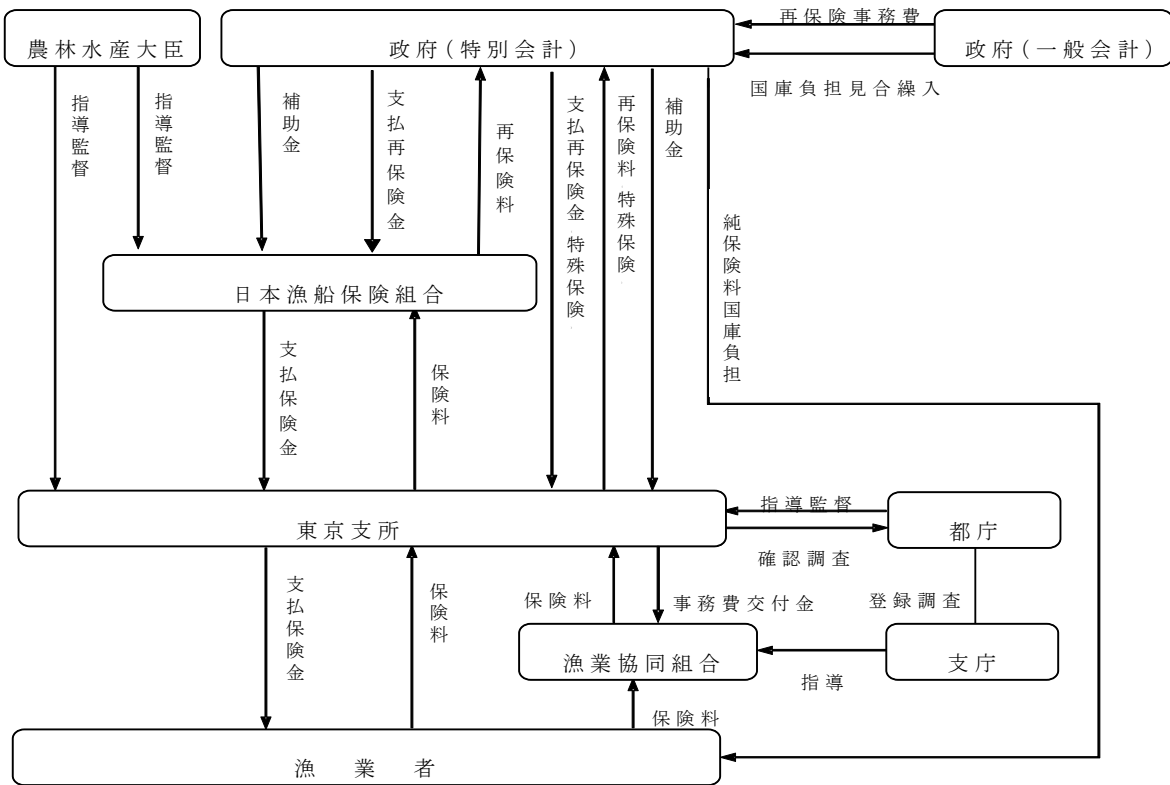 再保険事務費
農林水産大臣
政府(特別会計)
政府(一般会計)
国庫負担見合繰入
指導監督
指導監督
補助金
支払再保険金
再保険料
支払再保険金(特殊保険)
再保険料(特殊保険)
補助金
純保険料国庫負担
日本漁船保険組合
支払保険金
保険料
東京支所
指導監督
都庁
確認調査
支払保険金
保険料
保険料
事務費交付金
登録調査
漁業協同組合
支庁
指導
保険料
漁業者